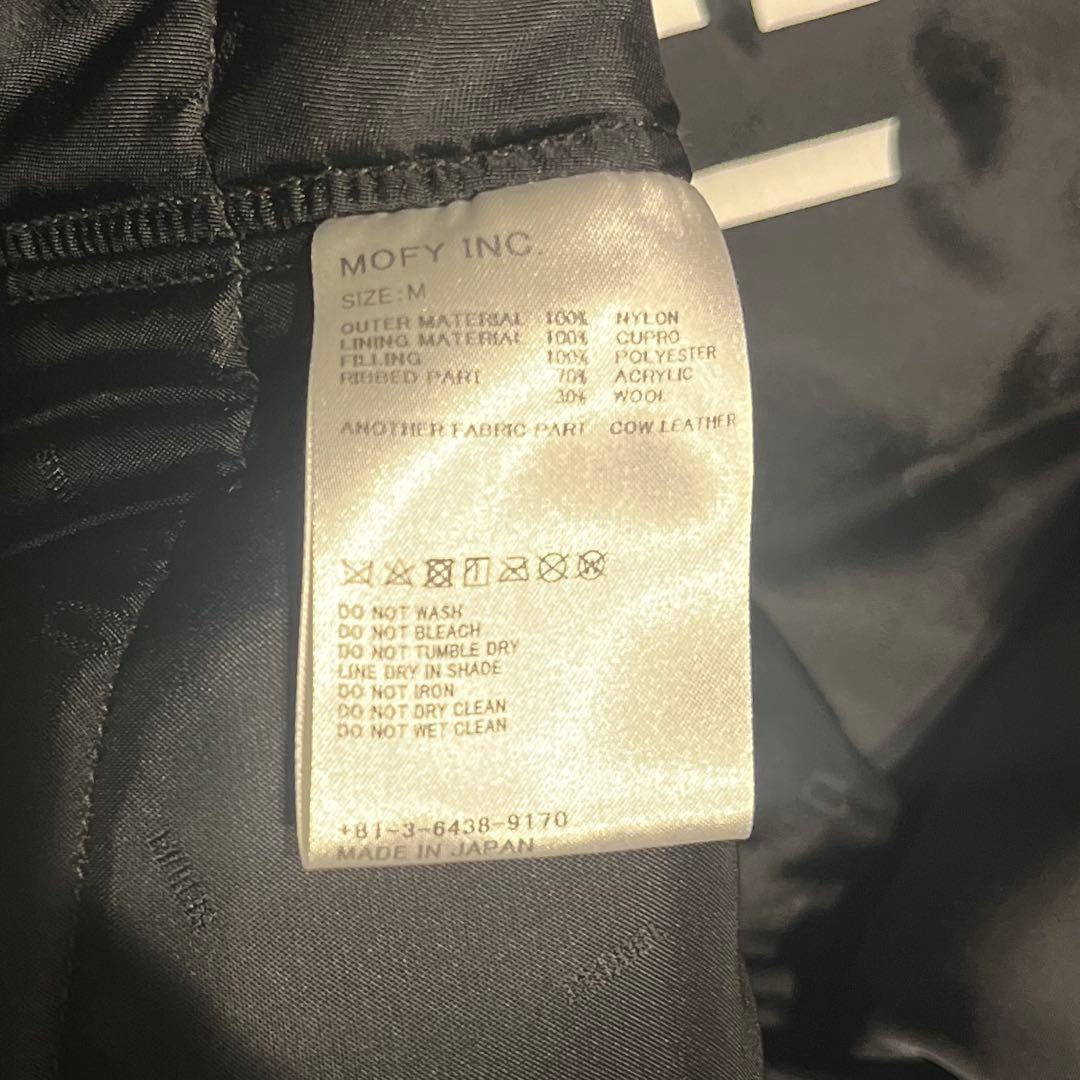 MOFY INC.
SIZE:M
OUTER MATERIAL 100% NYLON
LINING MATERIAL 100% CUPRO
FILLING 100% POLYESTER
RIBBED PART 70% ACRYLIC
30% WOOL
ANOTHER FABRIC PART COW LEATHER
DO NOT WASH
DO NOT BLEACH
DO NOT TUMBLE DRY
LINE DRY IN SHADE
DO NOT IRON
DO NOT DRY CLEAN
DO NOT WET CLEAN
+81-3-6438-9170
MADE IN JAPAN